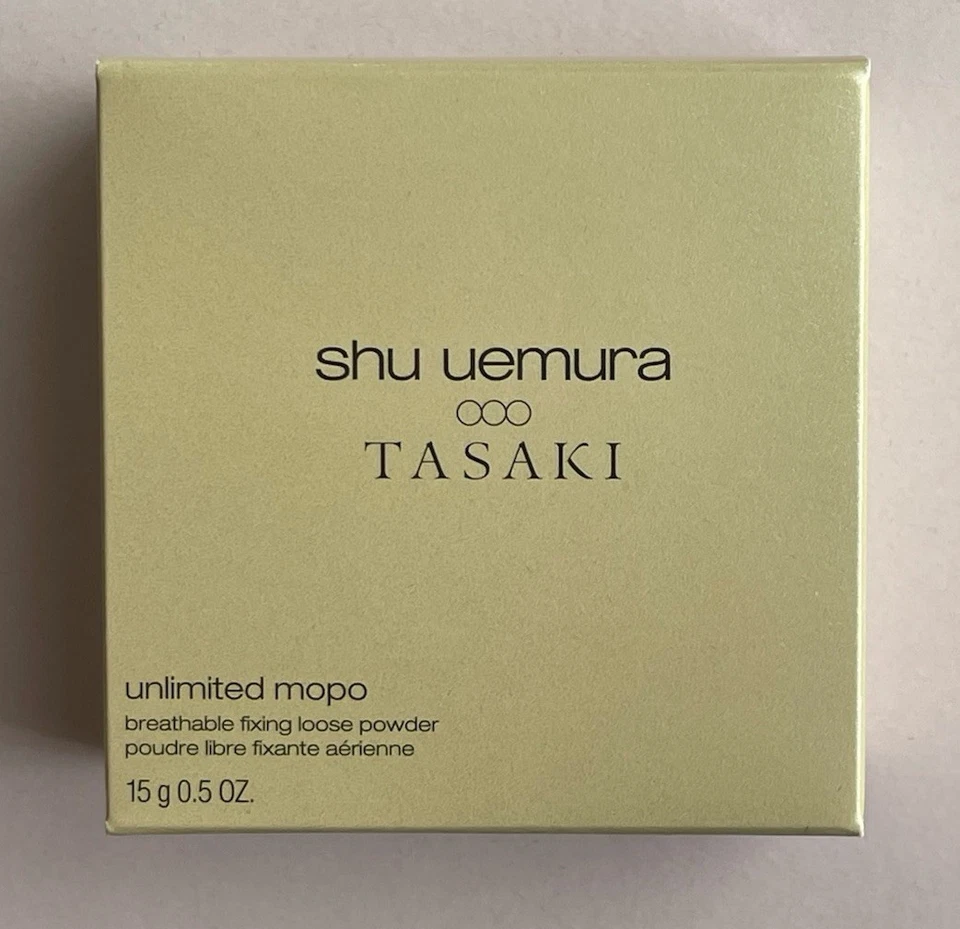 shu uemura
TASAKI
unlimited mopo
breathable fixing loose powder
poudre libre fixante aérienne
15 g 0.5 OZ.